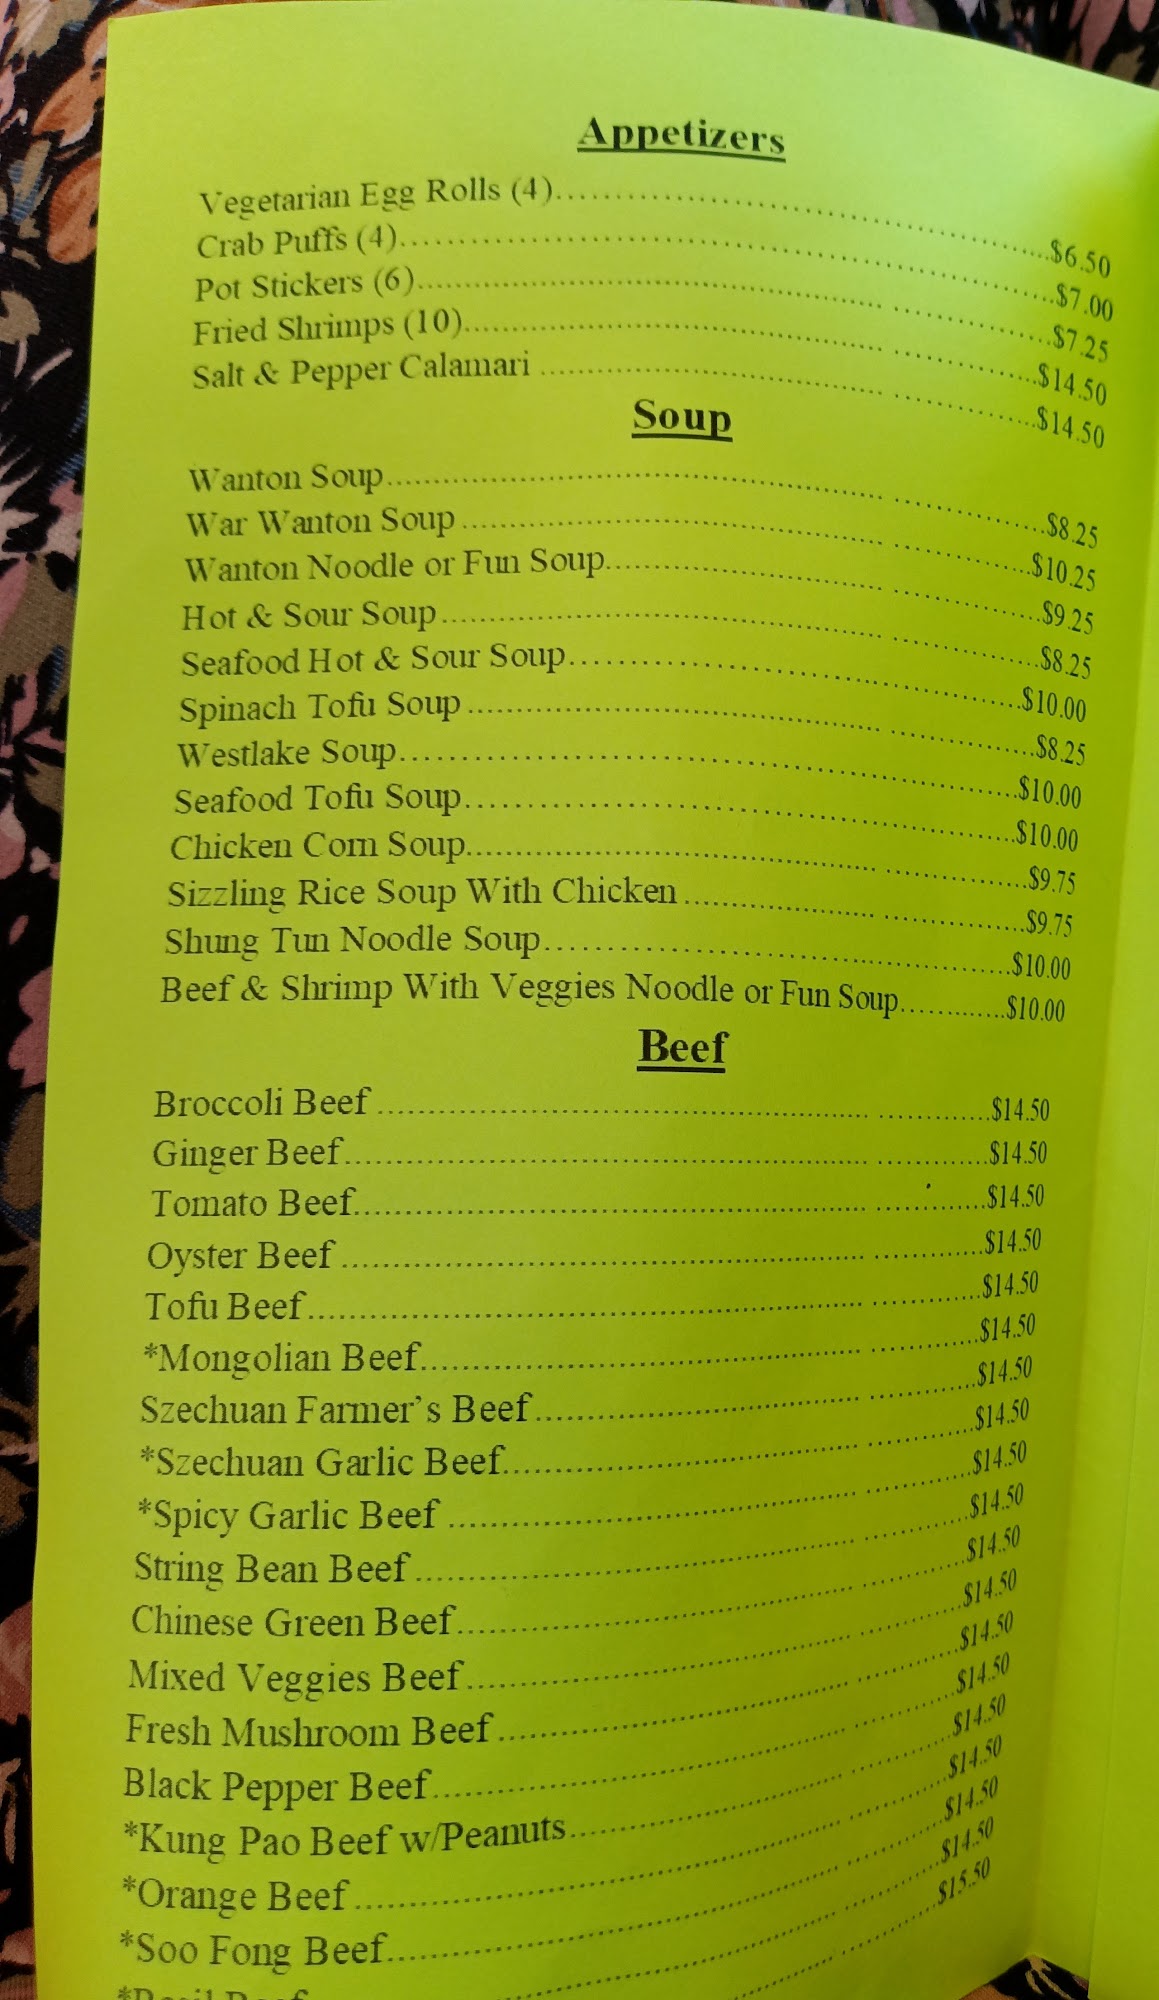 Appetizers
Vegetarian Egg Rolls (4)..........$6.50
Crab Puffs (4)..........$7.00
Pot Stickers (6)..........$7.25
Fried Shrimps (10)..........$14.50
Salt & Pepper Calamari ..........$14.50
Soup
Wanton Soup..........$8.25
War Wanton Soup ..........$10.25
Wanton Noodle or Fun Soup..........$9.25
Hot & Sour Soup ..........$8.25
Seafood Hot & Sour Soup..........$10.00
Spinach Tofu Soup ..........$8.25
Westlake Soup..........$10.00
Seafood Tofu Soup..........$10.00
Chicken Corn Soup..........$9.75
Sizzling Rice Soup With Chicken ..........$9.75
Shung Tun Noodle Soup..........$10.00
Beef & Shrimp With Veggies Noodle or Fun Soup..........$10.00
Beef
Broccoli Beef ..........$14.50
Ginger Beef..........$14.50
Tomato Beef..........$14.50
Oyster Beef ..........$14.50
Tofu Beef..........$14.50
*Mongolian Beef..........$14.50
Szechuan Farmer's Beef..........$14.50
*Szechuan Garlic Beef..........$14.50
*Spicy Garlic Beef ..........$14.50
String Bean Beef ..........$14.50
Chinese Green Beef..........$14.50
Mixed Veggies Beef ..........$14.50
Fresh Mushroom Beef ..........$14.50
Black Pepper Beef..........$14.50
*Kung Pao Beef w/Peanuts..........$14.50
*Orange Beef ..........$14.50
*Soo Fong Beef..........$14.50
*Basil Beef ..........$14.50
..........$15.50